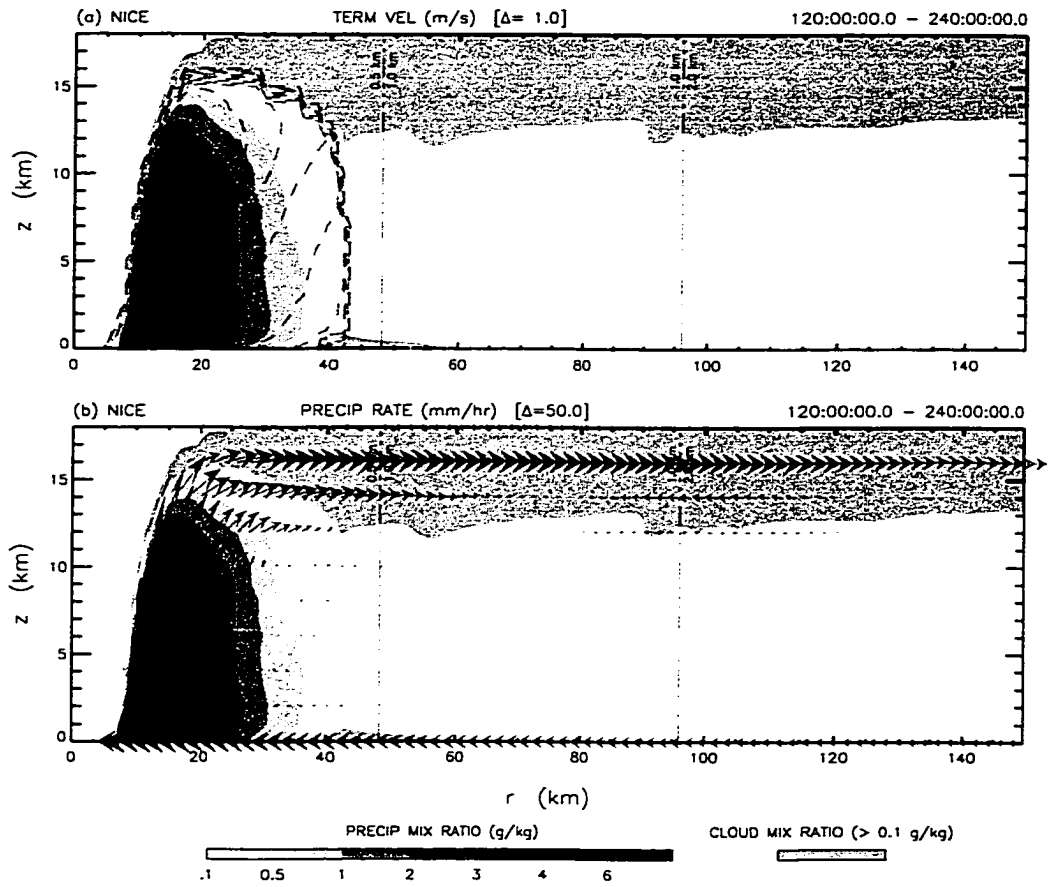 (a) NICE TERM VEL (m/s) [Δ= 1.0] 120:00:00.0 – 240:00:00.0
15
10
5
0
z (km)
2.0 km
0 20 40 60 80 100 120 140
(b) NICE PRECIP RATE (mm/hr) [Δ=50.0] 120:00:00.0 – 240:00:00.0
15
10
5
0
z (km)
0 20 40 60 80 100 120 140
r (km)
PRECIP MIX RATIO (g/kg) CLOUD MIX RATIO (> 0.1 g/kg)
.1 0.5 1 2 3 4 6